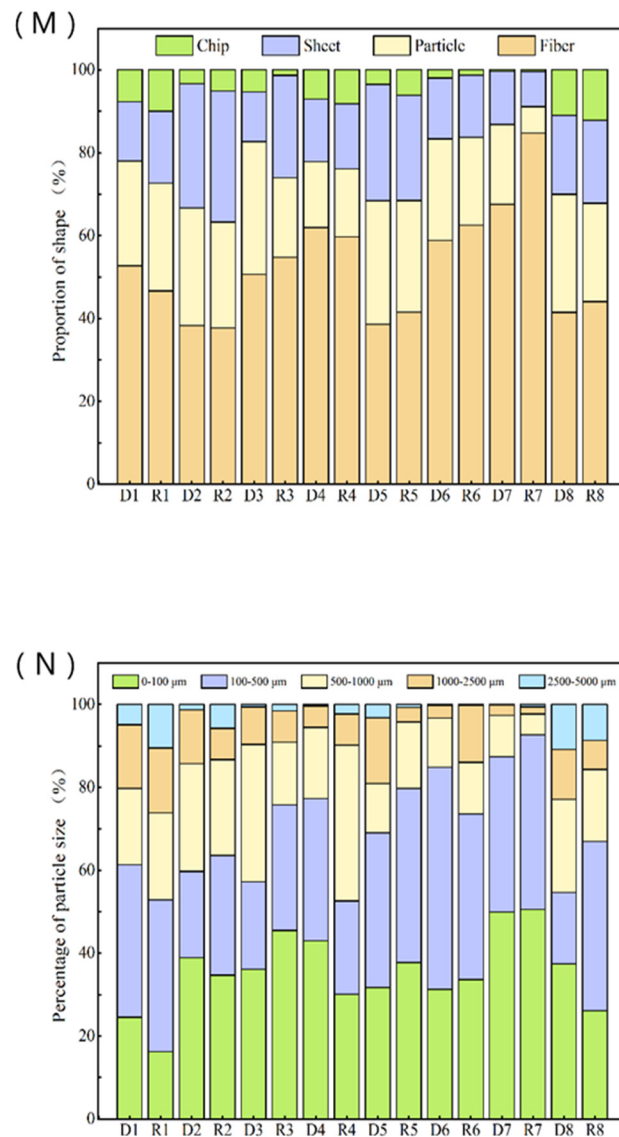 (M)
Chip Sheet Particle Fiber
100
80
60
40
20
0
Proportion of shape (%)
D1 R1 D2 R2 D3 R3 D4 R4 D5 R5 D6 R6 D7 R7 D8 R8
(N)
0-100 μm 100-500 μm 500-1000 μm 1000-2500 μm 2500-5000 μm
100
80
60
40
20
0
Percentage of particle size (%)
D1 R1 D2 R2 D3 R3 D4 R4 D5 R5 D6 R6 D7 R7 D8 R8